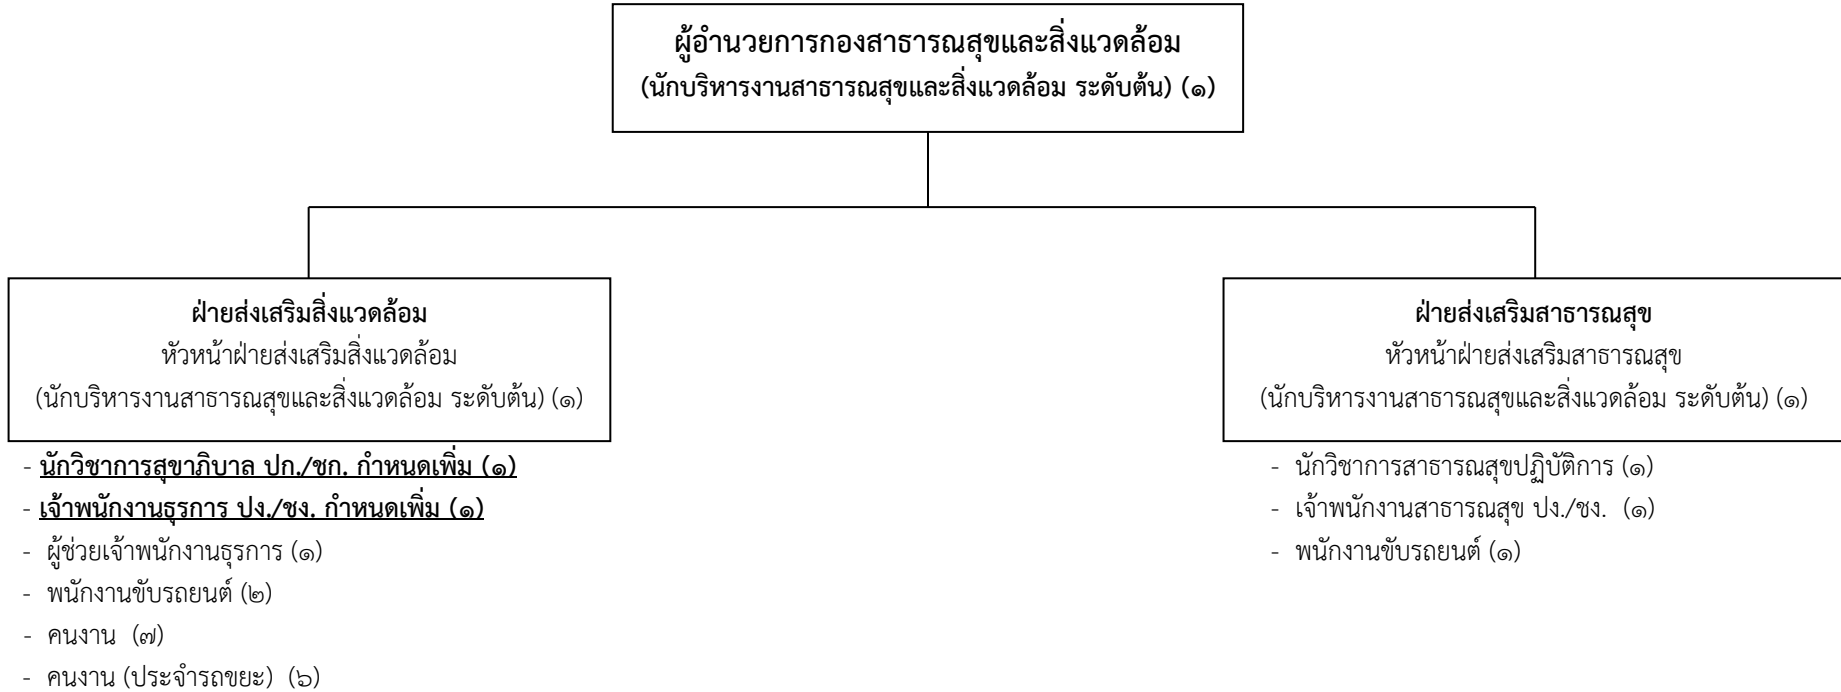 ผู้อำนวยการกองสาธารณสุขและสิ่งแวดล้อม
(นักบริหารงานสาธารณสุขและสิ่งแวดล้อม ระดับต้น) (๑)
ฝ่ายส่งเสริมสิ่งแวดล้อม
หัวหน้าฝ่ายส่งเสริมสิ่งแวดล้อม
(นักบริหารงานสาธารณสุขและสิ่งแวดล้อม ระดับต้น) (๑)
- นักวิชาการสุขาภิบาล ปก./ชก. กำหนดเพิ่ม (๑)
- เจ้าพนักงานธุรการ ปง./ชง. กำหนดเพิ่ม (๑)
- ผู้ช่วยเจ้าพนักงานธุรการ (๑)
- พนักงานขับรถยนต์ (๒)
- คนงาน (๗)
- คนงาน (ประจำรถขยะ) (๖)
ฝ่ายส่งเสริมสาธารณสุข
หัวหน้าฝ่ายส่งเสริมสาธารณสุข
(นักบริหารงานสาธารณสุขและสิ่งแวดล้อม ระดับต้น) (๑)
- นักวิชาการสาธารณสุขปฏิบัติการ (๑)
- เจ้าพนักงานสาธารณสุข ปง./ชง. (๑)
- พนักงานขับรถยนต์ (๑)